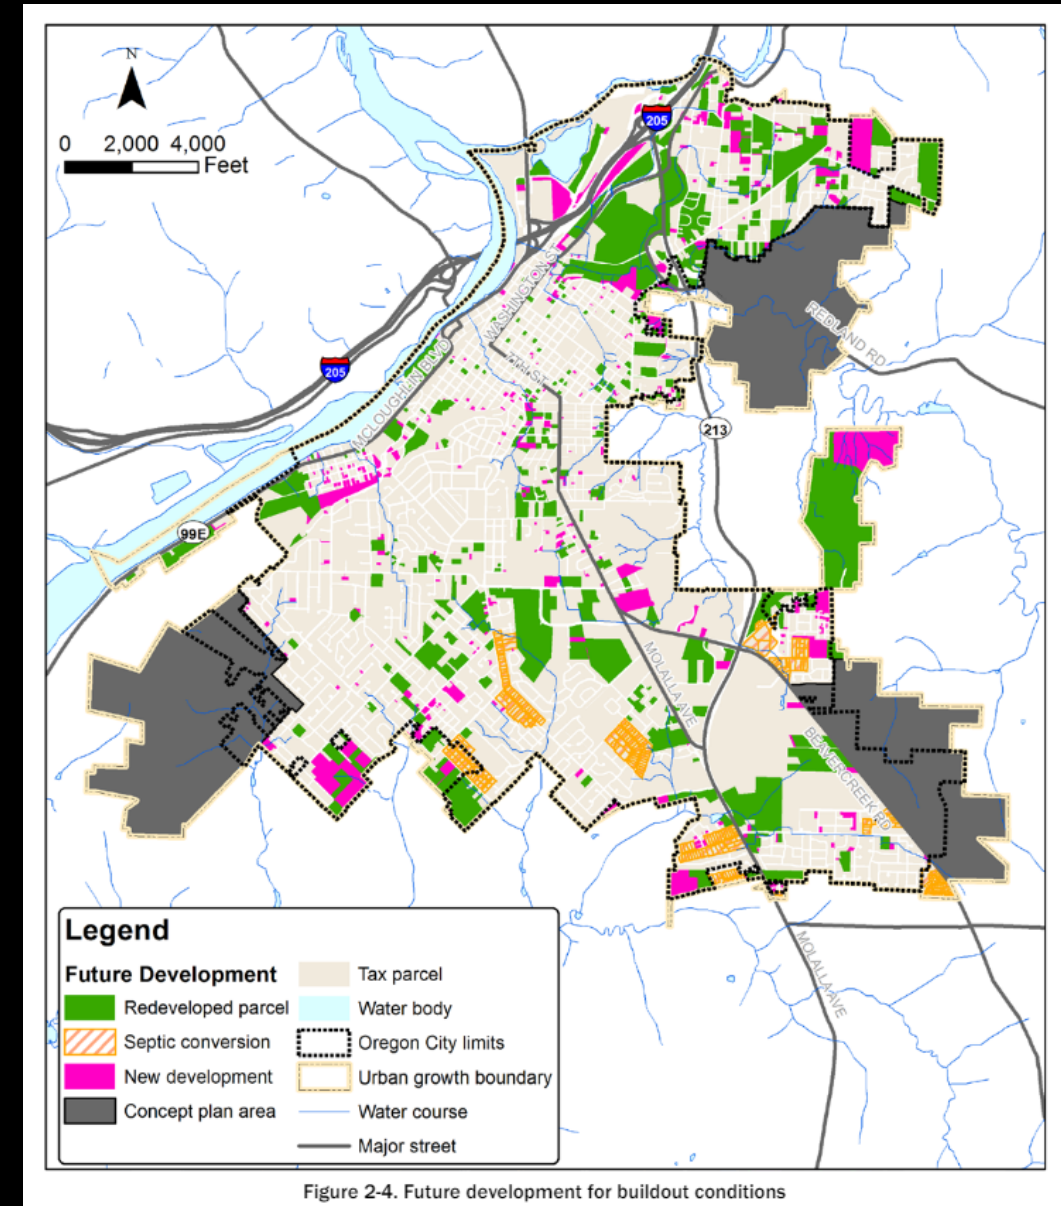 N
0 2,000 4,000
Feet
205
WASHINGTON ST
REDLAND RD
7TH ST
205
MCLOUGHLIN BLVD
213
99E
MOLALLA AVE
BEAVERCREEK RD
MOLALLA AVE
Legend
Future Development
Redeveloped parcel
Septic conversion
New development
Concept plan area
Tax parcel
Water body
Oregon City limits
Urban growth boundary
Water course
Major street
Figure 2-4. Future development for buildout conditions